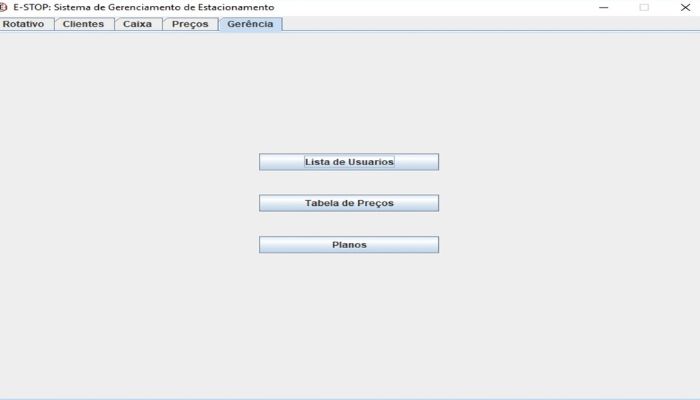 E-STOP: Sistema de Gerenciamento de Estacionamento
Rotativo Clientes Caixa Preços Gerência
Lista de Usuarios
Tabela de Preços
Planos